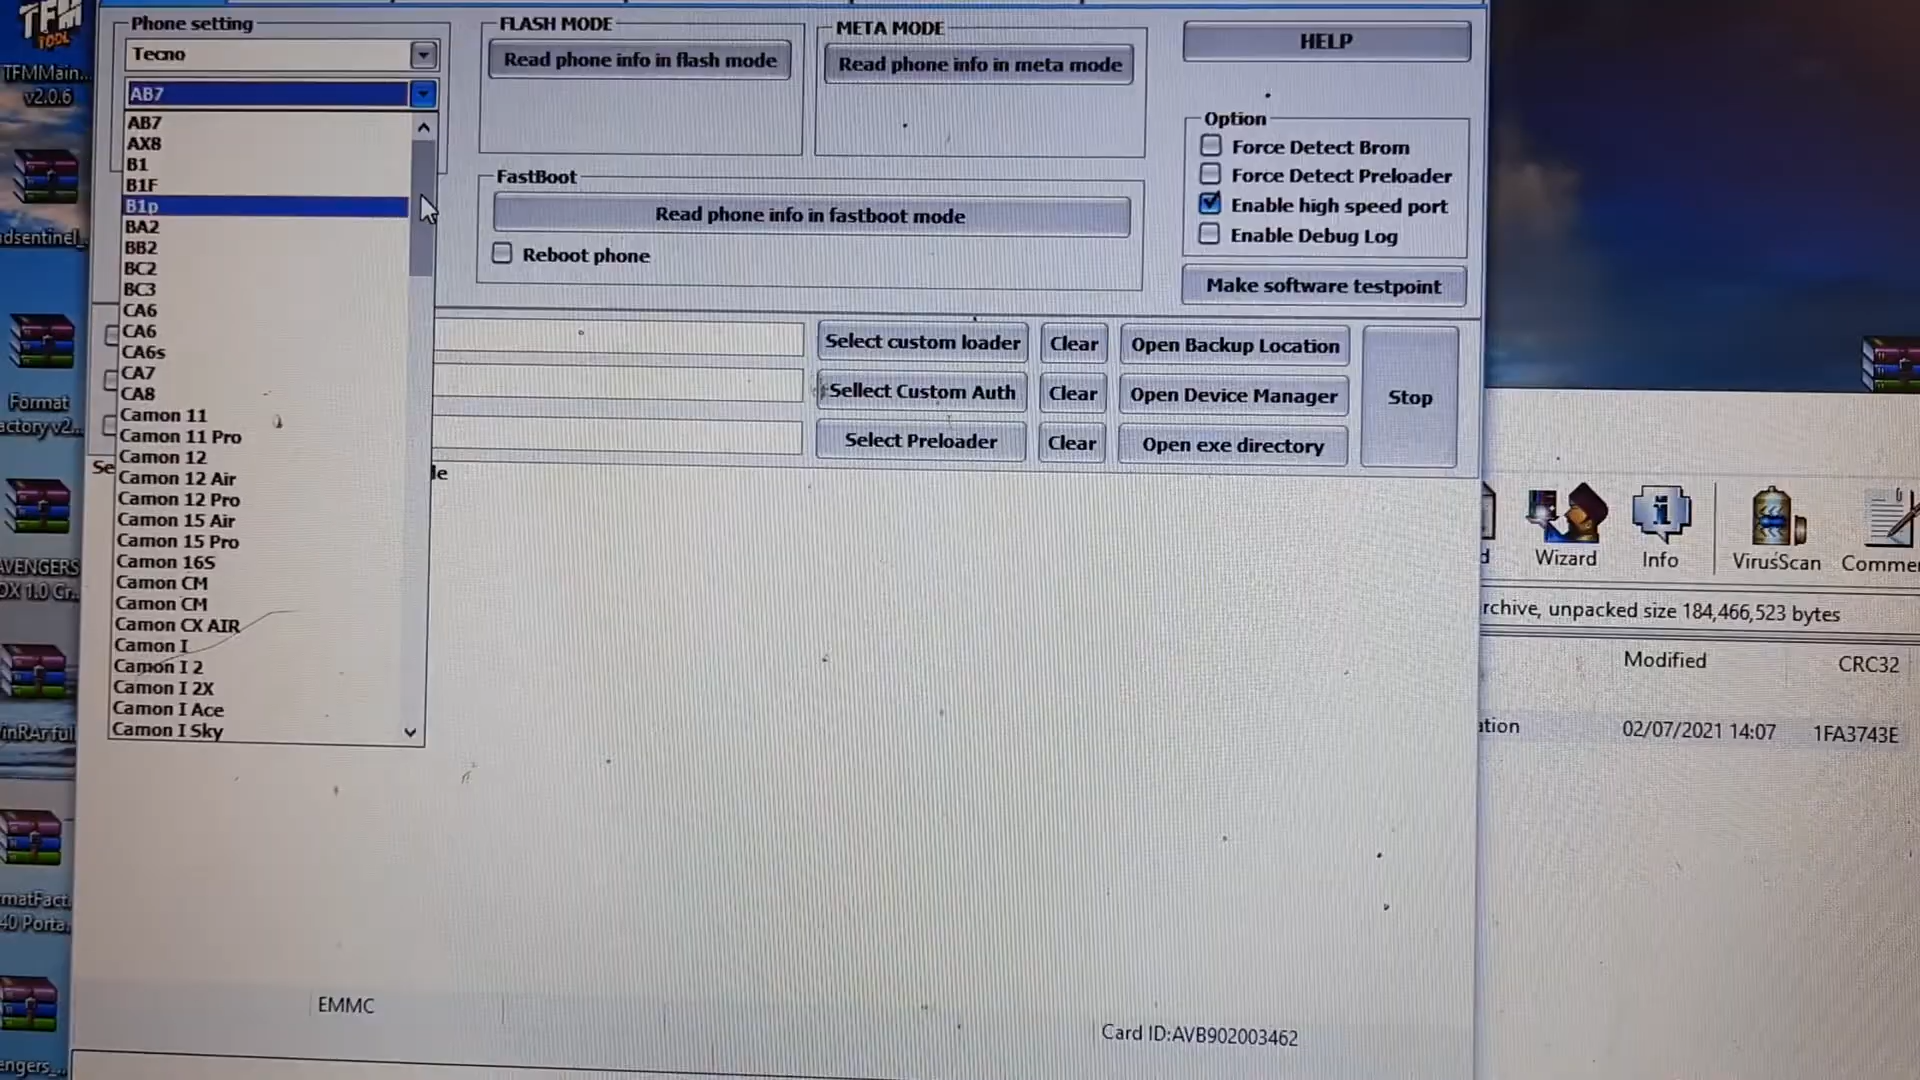 TFM
TOOL
TFMMain...
v2.0.6
Phone setting
Tecno
AB7
AB7
AX8
B1
B1F
B1p
BA2
BB2
BC2
BC3
CA6
CA6
CA6s
CA7
CA8
Camon 11
Camon 11 Pro
Camon 12
Camon 12 Air
Camon 12 Pro
Camon 15 Air
Camon 15 Pro
Camon 16S
Camon CM
Camon CM
Camon CX AIR
Camon I
Camon I 2
Camon I 2X
Camon I Ace
Camon I Sky
FLASH MODE
Read phone info in flash mode
META MODE
Read phone info in meta mode
FastBoot
Read phone info in fastboot mode
Reboot phone
HELP
Option
Force Detect Brom
Force Detect Preloader
Enable high speed port
Enable Debug Log
Make software testpoint
Select custom loader
Clear
Open Backup Location
Sellect Custom Auth
Clear
Open Device Manager
Select Preloader
Clear
Open exe directory
Stop
Se
le
dsentinel_
Format
actory v2...
AVENGERS
OX 1.0 Cr...
inRArful
matFact
40 Porta
engers_...
d
Wizard
Info
VirusScan
Commer
rchive, unpacked size 184,466,523 bytes
Modified
CRC32
ation
02/07/2021 14:07
1FA3743E
EMMC
Card ID:AVB902003462